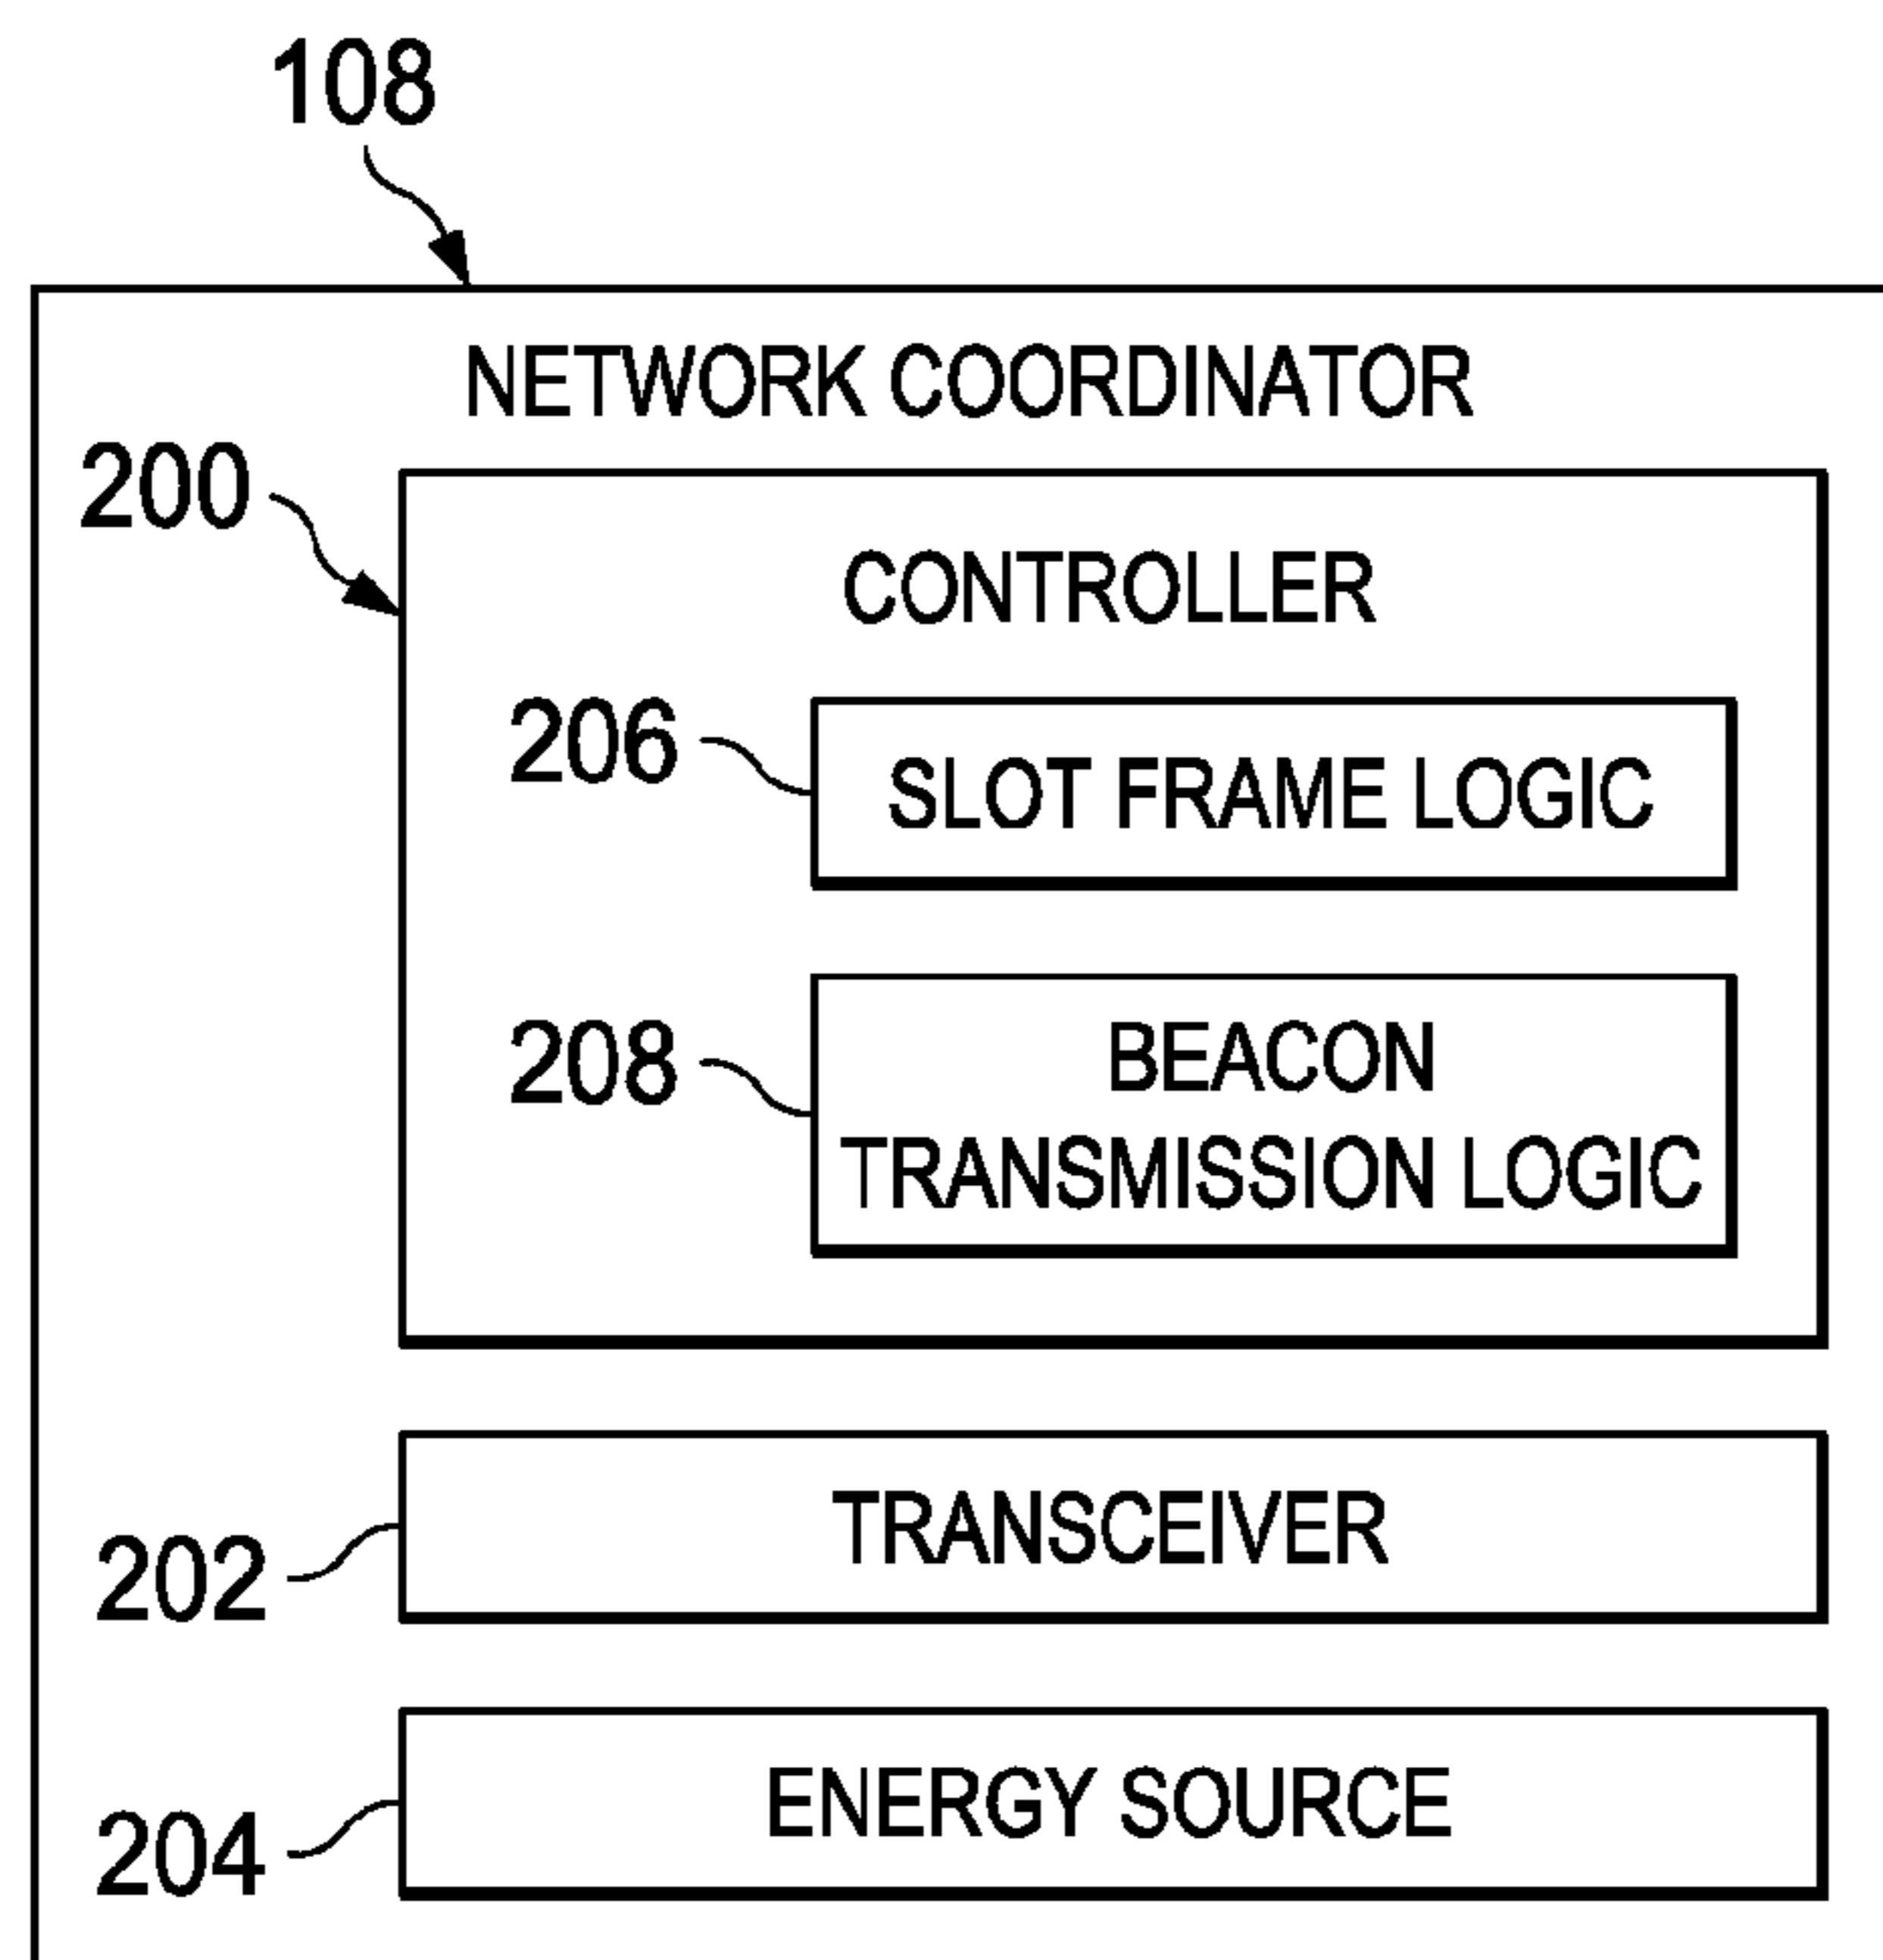 108
NETWORK COORDINATOR
200
CONTROLLER
206
SLOT FRAME LOGIC
208
BEACON
TRANSMISSION LOGIC
202
TRANSCEIVER
204
ENERGY SOURCE